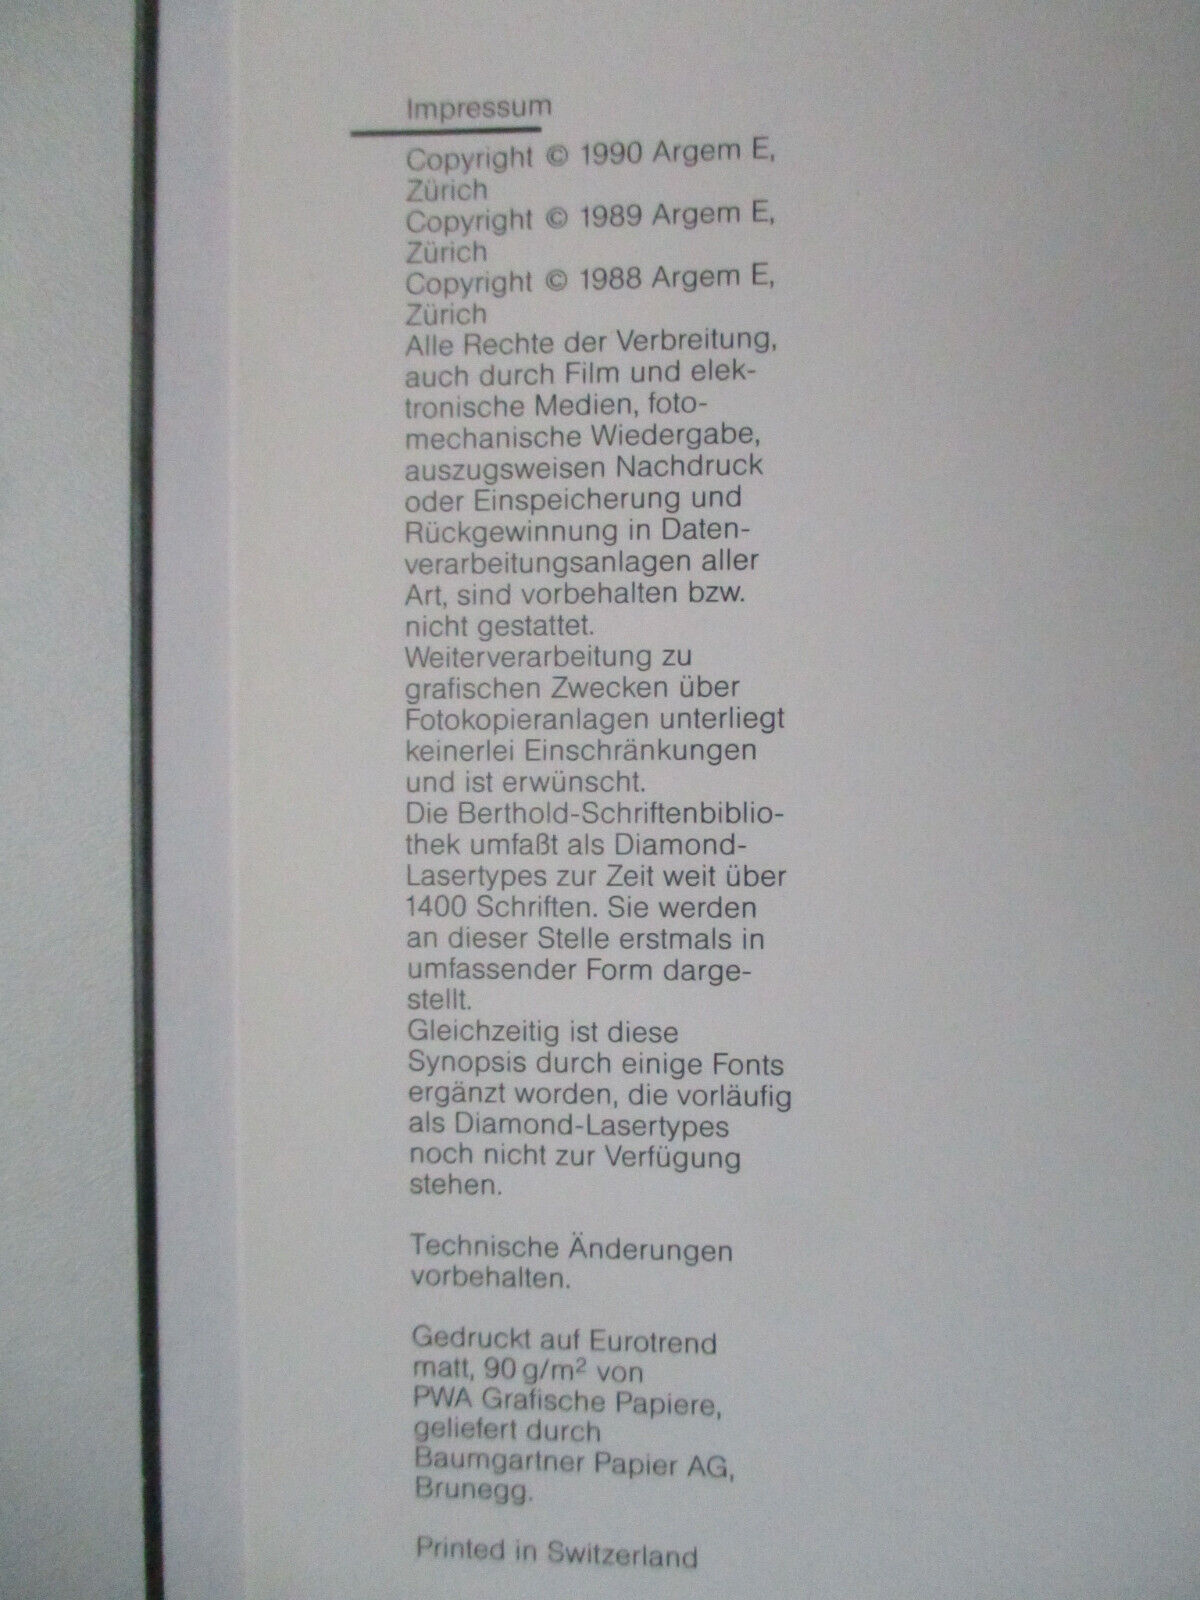 Impressum
Copyright © 1990 Argem E,
Zürich
Copyright © 1989 Argem E,
Zürich
Copyright © 1988 Argem E,
Zürich
Alle Rechte der Verbreitung,
auch durch Film und elek-
tronische Medien, foto-
mechanische Wiedergabe,
auszugsweisen Nachdruck
oder Einspeicherung und
Rückgewinnung in Daten-
verarbeitungsanlagen aller
Art, sind vorbehalten bzw.
nicht gestattet.
Weiterverarbeitung zu
grafischen Zwecken über
Fotokopieranlagen unterliegt
keinerlei Einschränkungen
und ist erwünscht.
Die Berthold-Schriftenbiblio-
thek umfaßt als Diamond-
Lasertypes zur Zeit weit über
1400 Schriften. Sie werden
an dieser Stelle erstmals in
umfassender Form darge-
stellt.
Gleichzeitig ist diese
Synopsis durch einige Fonts
ergänzt worden, die vorläufig
als Diamond-Lasertypes
noch nicht zur Verfügung
stehen.
Technische Änderungen
vorbehalten.
Gedruckt auf Eurotrend
matt, 90 g/m² von
PWA Grafische Papiere,
geliefert durch
Baumgartner Papier AG,
Brunegg.
Printed in Switzerland